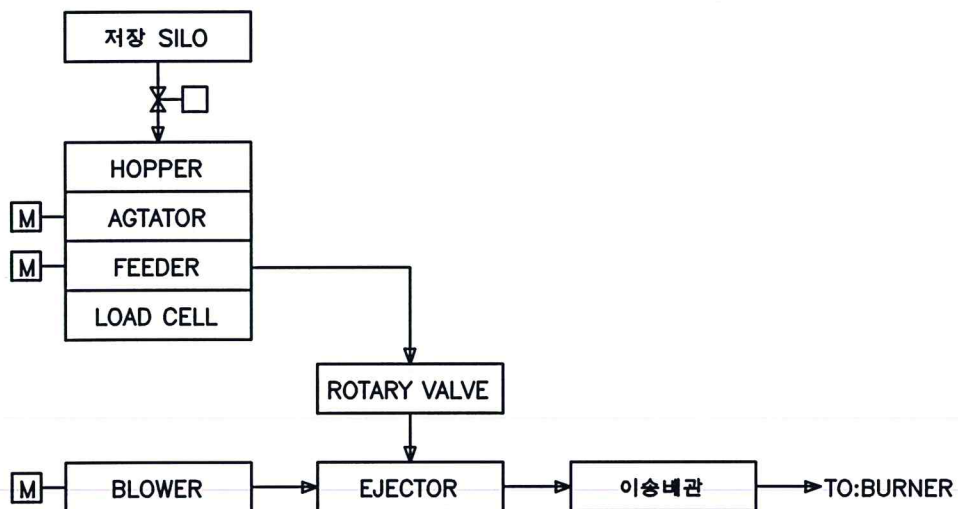 저장 SILO
HOPPER
M
AGTATOR
M
FEEDER
LOAD CELL
ROTARY VALVE
M
BLOWER
EJECTOR
이송배관
TO:BURNER